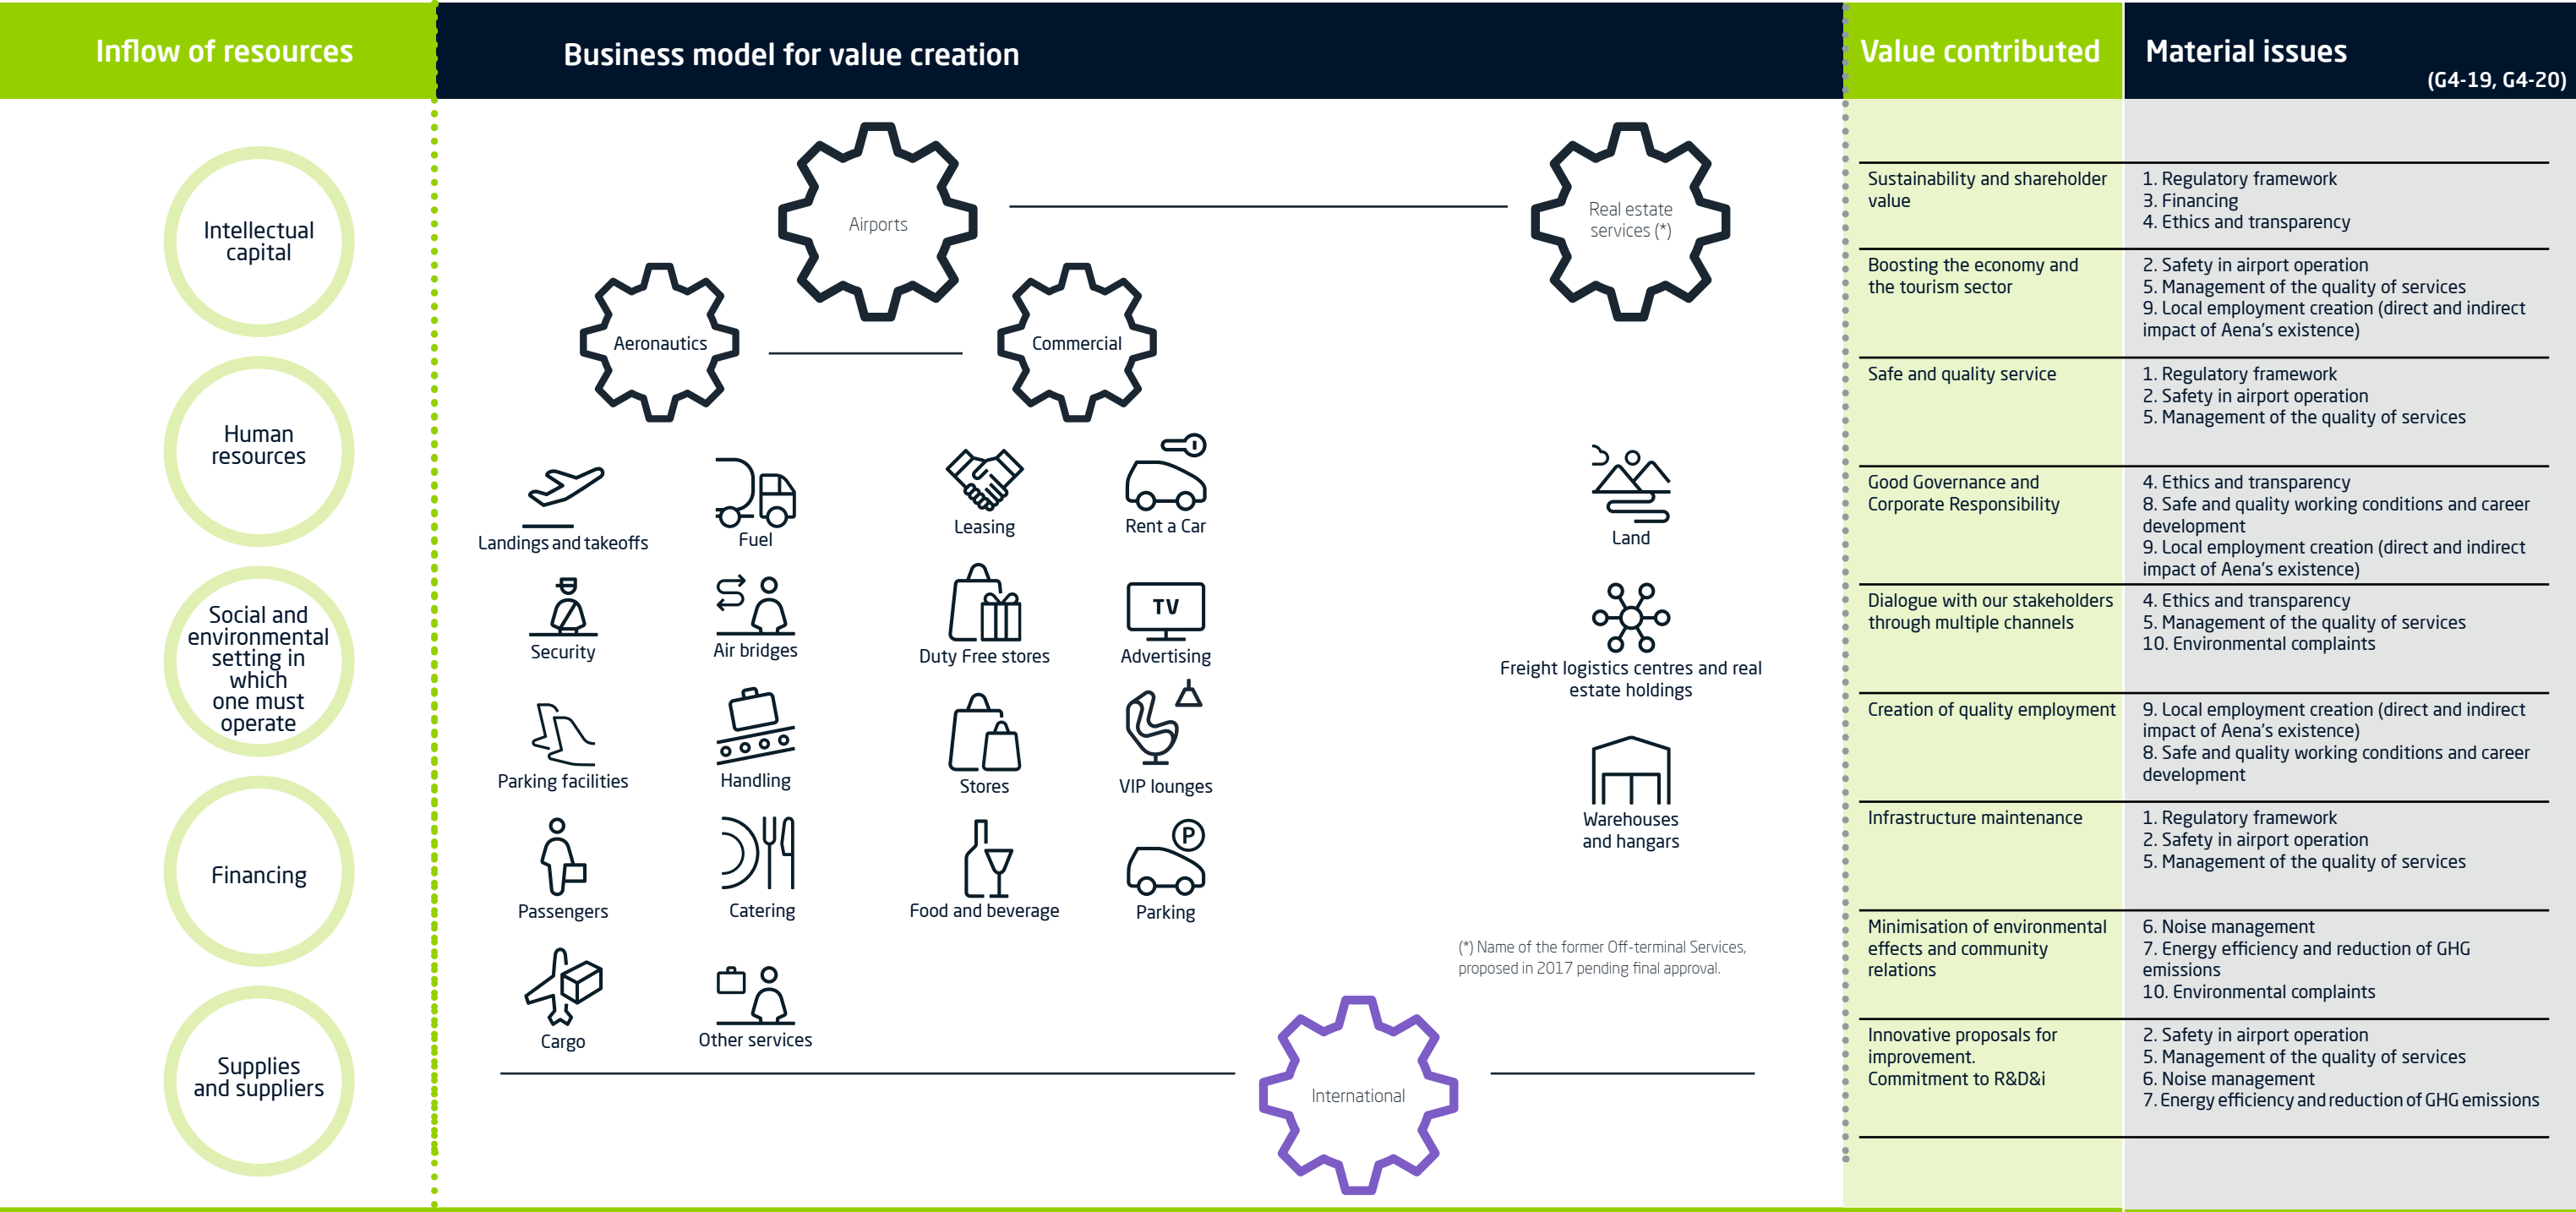 Inflow of resources
Business model for value creation
Value contributed
Material issues
(G4-19, G4-20)
Intellectual
capital
Human
resources
Social and
environmental
setting in
which
one must
operate
Financing
Supplies
and suppliers
Airports
Real estate
services (*)
Aeronautics
Commercial
Landings and takeoffs
Fuel
Leasing
Rent a Car
Land
Security
Air bridges
Duty Free stores
TV
Advertising
Freight logistics centres and real
estate holdings
Parking facilities
Handling
Stores
VIP lounges
Warehouses
and hangars
Passengers
Catering
Food and beverage
P
Parking
Cargo
Other services
(*) Name of the former Off-terminal Services,
proposed in 2017 pending final approval.
International
Sustainability and shareholder
value
1. Regulatory framework
3. Financing
4. Ethics and transparency
Boosting the economy and
the tourism sector
2. Safety in airport operation
5. Management of the quality of services
9. Local employment creation (direct and indirect
impact of Aena's existence)
Safe and quality service
1. Regulatory framework
2. Safety in airport operation
5. Management of the quality of services
Good Governance and
Corporate Responsibility
4. Ethics and transparency
8. Safe and quality working conditions and career
development
9. Local employment creation (direct and indirect
impact of Aena's existence)
Dialogue with our stakeholders
through multiple channels
4. Ethics and transparency
5. Management of the quality of services
10. Environmental complaints
Creation of quality employment
9. Local employment creation (direct and indirect
impact of Aena's existence)
8. Safe and quality working conditions and career
development
Infrastructure maintenance
1. Regulatory framework
2. Safety in airport operation
5. Management of the quality of services
Minimisation of environmental
effects and community
relations
6. Noise management
7. Energy efficiency and reduction of GHG
emissions
10. Environmental complaints
Innovative proposals for
improvement.
Commitment to R&D&i
2. Safety in airport operation
5. Management of the quality of services
6. Noise management
7. Energy efficiency and reduction of GHG emissions